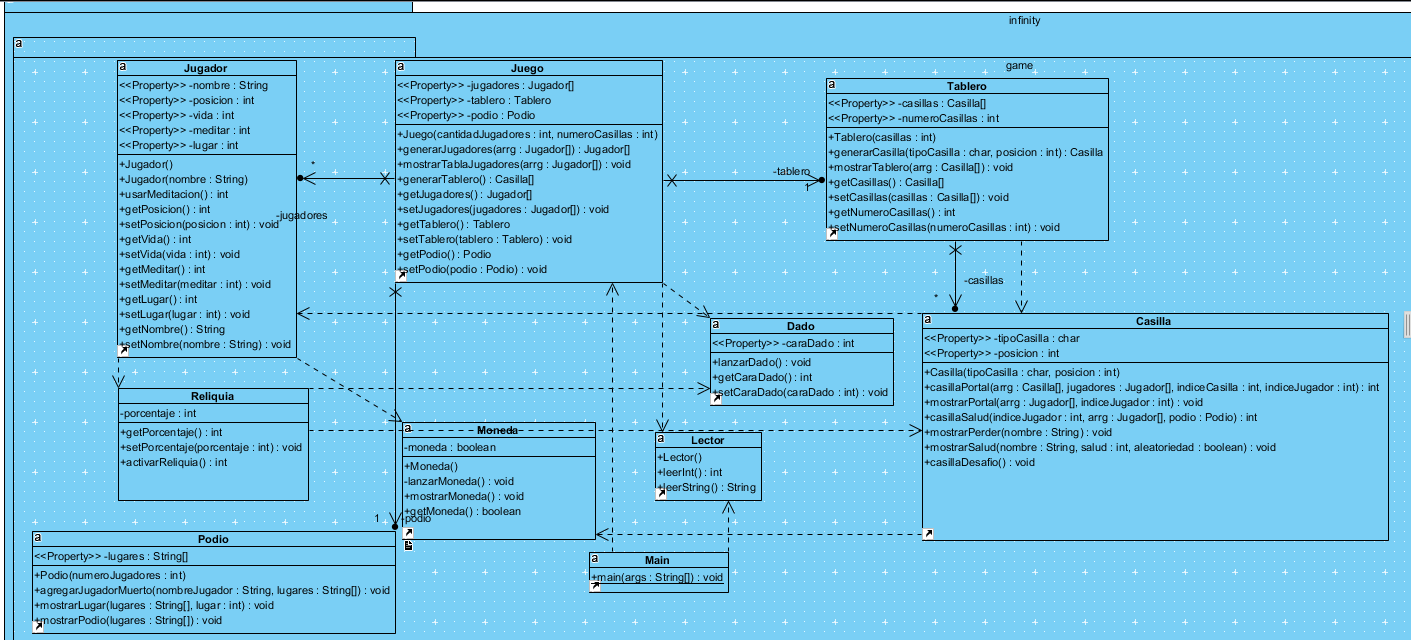 infinity
a
game
a
Jugador
<<Property>> -nombre : String
<<Property>> -posicion : int
<<Property>> -vida : int
<<Property>> -meditar : int
<<Property>> -lugar : int
+Jugador()
+Jugador(nombre : String)
+usarMeditacion() : int
+getPosicion() : int
+setPosicion(posicion : int) : void
+getVida() : int
+setVida(vida : int) : void
+getMeditar() : int
+setMeditar(meditar : int) : void
+getLugar() : int
+setLugar(lugar : int) : void
+getNombre() : String
+setNombre(nombre : String) : void
*
-jugadores
a
Juego
<<Property>> -jugadores : Jugador[]
<<Property>> -tablero : Tablero
<<Property>> -podio : Podio
+Juego(cantidadJugadores : int, numeroCasillas : int)
+generarJugadores(arrg : Jugador[]) : Jugador[]
+mostrarTablaJugadores(arrg : Jugador[]) : void
+generarTablero() : Casilla[]
+getJugadores() : Jugador[]
+setJugadores(jugadores : Jugador[]) : void
+getTablero() : Tablero
+setTablero(tablero : Tablero) : void
+getPodio() : Podio
+setPodio(podio : Podio) : void
-tablero
1
a
Tablero
<<Property>> -casillas : Casilla[]
<<Property>> -numeroCasillas : int
+Tablero(casillas : int)
+generarCasilla(tipoCasilla : char, posicion : int) : Casilla
+mostrarTablero(arrg : Casilla[]) : void
+getCasillas() : Casilla[]
+setCasillas(casillas : Casilla[]) : void
+getNumeroCasillas() : int
+setNumeroCasillas(numeroCasillas : int) : void
-casillas
*
a
Dado
<<Property>> -caraDado : int
+lanzarDado() : void
+getCaraDado() : int
+setCaraDado(caraDado : int) : void
a
Casilla
<<Property>> -tipoCasilla : char
<<Property>> -posicion : int
+Casilla(tipoCasilla : char, posicion : int)
+casillaPortal(arrg : Casilla[], jugadores : Jugador[], indiceCasilla : int, indiceJugador : int) : int
+mostrarPortal(arrg : Jugador[], indiceJugador : int) : void
+casillaSalud(indiceJugador : int, arrg : Jugador[], podio : Podio) : int
+mostrarPerder(nombre : String) : void
+mostrarSalud(nombre : String, salud : int, aleatoriedad : boolean) : void
+casillaDesafio() : void
a
Reliquia
-porcentaje : int
+getPorcentaje() : int
+setPorcentaje(porcentaje : int) : void
+activarReliquia() : int
a
Moneda
-moneda : boolean
+Moneda()
-lanzarMoneda() : void
+mostrarMoneda() : void
+getMoneda() : boolean
a
Lector
+Lector()
+leerInt() : int
+leerString() : String
1
-podio
a
Podio
<<Property>> -lugares : String[]
+Podio(numeroJugadores : int)
+agregarJugadorMuerto(nombreJugador : String, lugares : String[]) : void
+mostrarLugar(lugares : String[], lugar : int) : void
+mostrarPodio(lugares : String[]) : void
a
Main
+main(args : String[]) : void